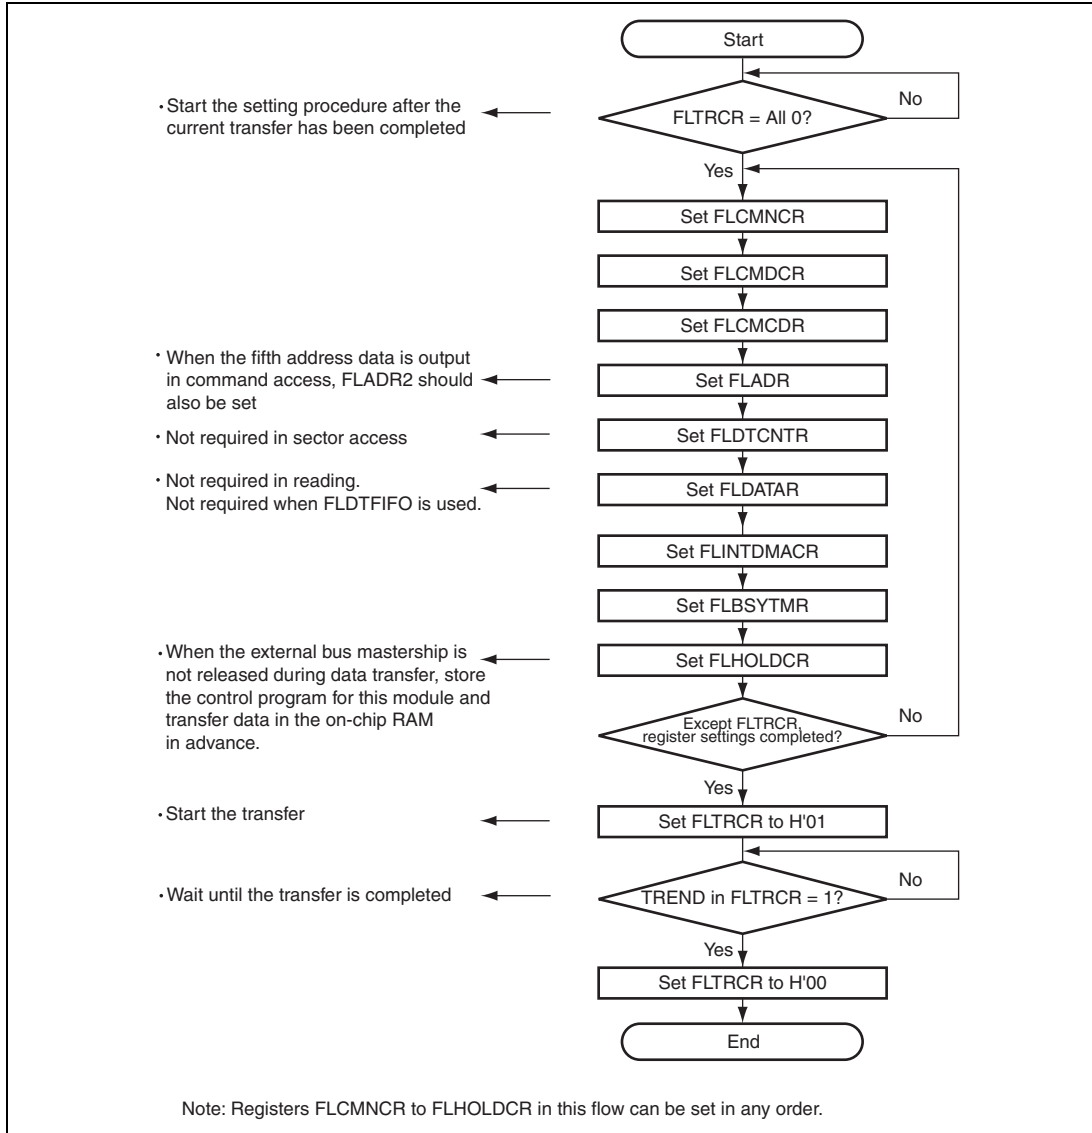 Start
• Start the setting procedure after the
current transfer has been completed
FLTRCR = All 0?
No
Yes
Set FLCMNCR
Set FLCMDCR
Set FLCMCDR
• When the fifth address data is output
in command access, FLADR2 should
also be set
Set FLADR
• Not required in sector access
Set FLDTCNTR
• Not required in reading.
Not required when FLDTFIFO is used.
Set FLDATAR
Set FLINTDMACR
Set FLBSYTMR
• When the external bus mastership is
not released during data transfer, store
the control program for this module and
transfer data in the on-chip RAM
in advance.
Set FLHOLDCR
Except FLTRCR,
register settings completed?
No
Yes
• Start the transfer
Set FLTRCR to H'01
• Wait until the transfer is completed
TREND in FLTRCR = 1?
No
Yes
Set FLTRCR to H'00
End
Note: Registers FLCMNCR to FLHOLDCR in this flow can be set in any order.